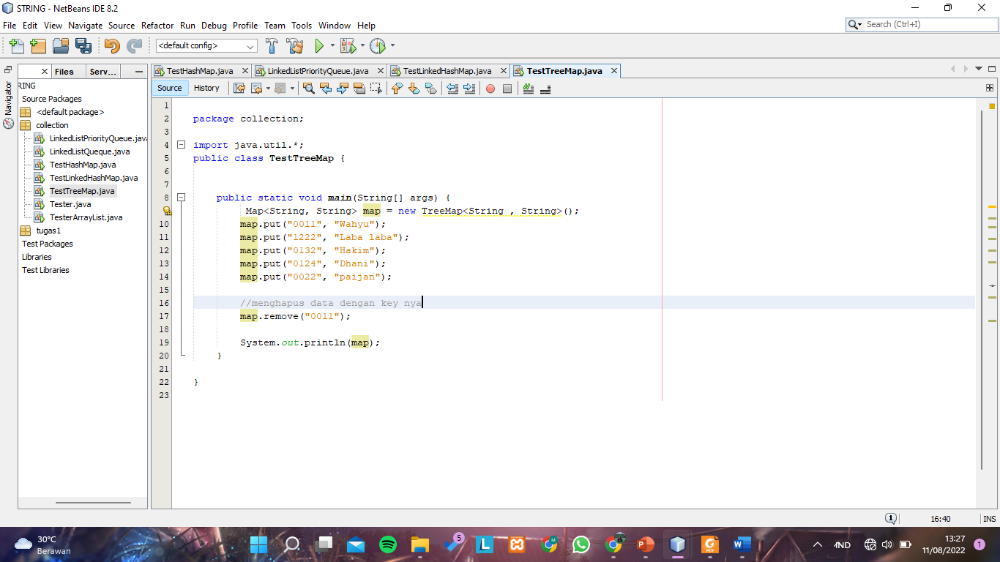 STRING - NetBeans IDE 8.2
File Edit View Navigate Source Refactor Run Debug Profile Team Tools Window Help
Search (Ctrl+I)
<default config>
Files Serv...
TestHashMap.java LinkedListPriorityQueue.java TestLinkedHashMap.java TestTreeMap.java
Navigator
Source History
RING
Source Packages
<default package>
collection
LinkedListPriorityQueue.java
LinkedListQueque.java
TestHashMap.java
TestLinkedHashMap.java
TestTreeMap.java
Tester.java
TesterArrayList.java
tugas1
Test Packages
Libraries
Test Libraries
1
2 package collection;
3
4 import java.util.*;
5 public class TestTreeMap {
6
7
8 public static void main(String[] args) {
Map<String, String> map = new TreeMap<String , String>();
10 map.put("0011", "Wahyu");
11 map.put("1222", "Laba laba");
12 map.put("0132", "Hakim");
13 map.put("0124", "Dhani");
14 map.put("0022", "paijan");
15
16 //menghapus data dengan key nya
17 map.remove("0011");
18
19 System.out.println(map);
20 }
21
22 }
23
1 16:40 INS
30°C
Berawan
5
L
M
P
PDF
W
IND
13:27
11/08/2022
1